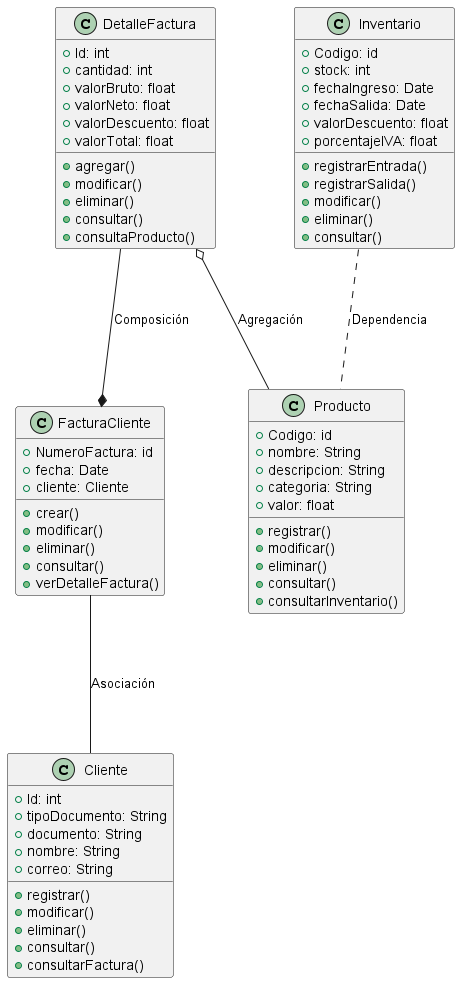 C DetalleFactura
Id: int
cantidad: int
valorBruto: float
valorNeto: float
valorDescuento: float
valorTotal: float
agregar()
modificar()
eliminar()
consultar()
consultaProducto()
C Inventario
Codigo: id
stock: int
fechaIngreso: Date
fechaSalida: Date
valorDescuento: float
porcentajeIVA: float
registrarEntrada()
registrarSalida()
modificar()
eliminar()
consultar()
Composición
Agregación
Dependencia
C FacturaCliente
NumeroFactura: id
fecha: Date
cliente: Cliente
crear()
modificar()
eliminar()
consultar()
verDetalleFactura()
C Producto
Codigo: id
nombre: String
descripcion: String
categoria: String
valor: float
registrar()
modificar()
eliminar()
consultar()
consultarInventario()
Asociación
C Cliente
Id: int
tipoDocumento: String
documento: String
nombre: String
correo: String
registrar()
modificar()
eliminar()
consultar()
consultarFactura()